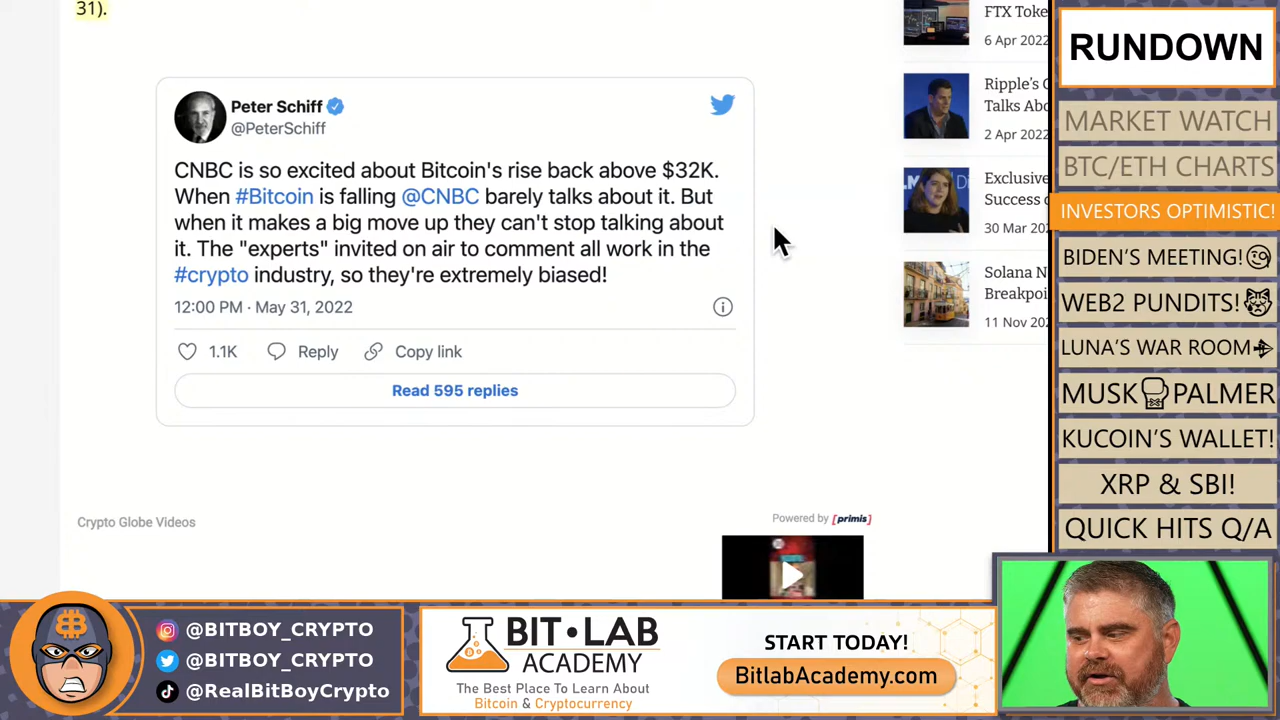 31).
Peter Schiff
@PeterSchiff
CNBC is so excited about Bitcoin's rise back above $32K.
When #Bitcoin is falling @CNBC barely talks about it. But
when it makes a big move up they can't stop talking about
it. The "experts" invited on air to comment all work in the
#crypto industry, so they're extremely biased!
12:00 PM · May 31, 2022
1.1K Reply Copy link
Read 595 replies
Crypto Globe Videos
Powered by [primis]
FTX Toke
6 Apr 2022
Ripple's
Talks Abo
2 Apr 2022
Exclusive
Success
30 Mar 202
Solana N
Breakpoi
11 Nov 202
RUNDOWN
MARKET WATCH
BTC/ETH CHARTS
INVESTORS OPTIMISTIC!
BIDEN'S MEETING!
WEB2 PUNDITS!
LUNA'S WAR ROOM
MUSK PALMER
KUCOIN'S WALLET!
XRP & SBI!
QUICK HITS Q/A
@BITBOY_CRYPTO
@BITBOY_CRYPTO
@RealBitBoyCrypto
BIT•LAB
ACADEMY
The Best Place To Learn About
Bitcoin & Cryptocurrency
START TODAY!
BitlabAcademy.com